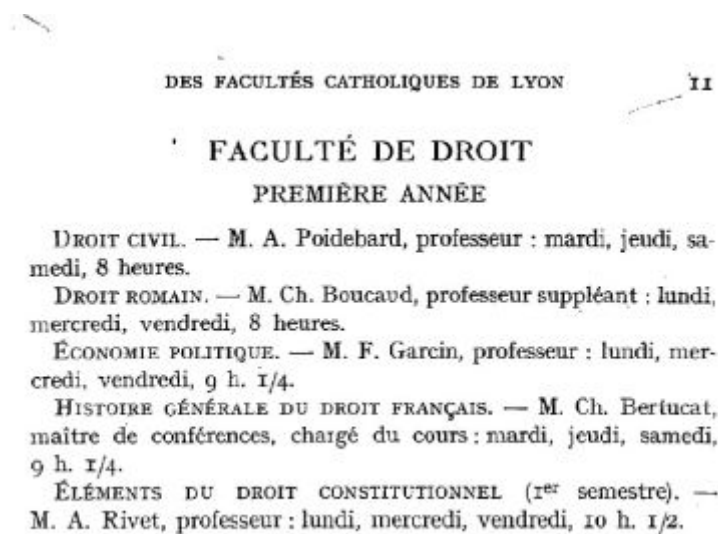 DES FACULTÉS CATHOLIQUES DE LYON 11
FACULTÉ DE DROIT
PREMIÈRE ANNÉE
DROIT CIVIL. — M. A. Poidebard, professeur : mardi, jeudi, sa-
medi, 8 heures.
DROIT ROMAIN. — M. Ch. Boucaud, professeur suppléant : lundi,
mercredi, vendredi, 8 heures.
ÉCONOMIE POLITIQUE. — M. F. Garcin, professeur : lundi, mer-
credi, vendredi, 9 h. 1/4.
HISTOIRE GÉNÉRALE DU DROIT FRANÇAIS. — M. Ch. Bertucat,
maître de conférences, chargé du cours : mardi, jeudi, samedi,
9 h. 1/4.
ÉLÉMENTS DU DROIT CONSTITUTIONNEL (1er semestre). —
M. A. Rivet, professeur : lundi, mercredi, vendredi, 10 h. 1/2.